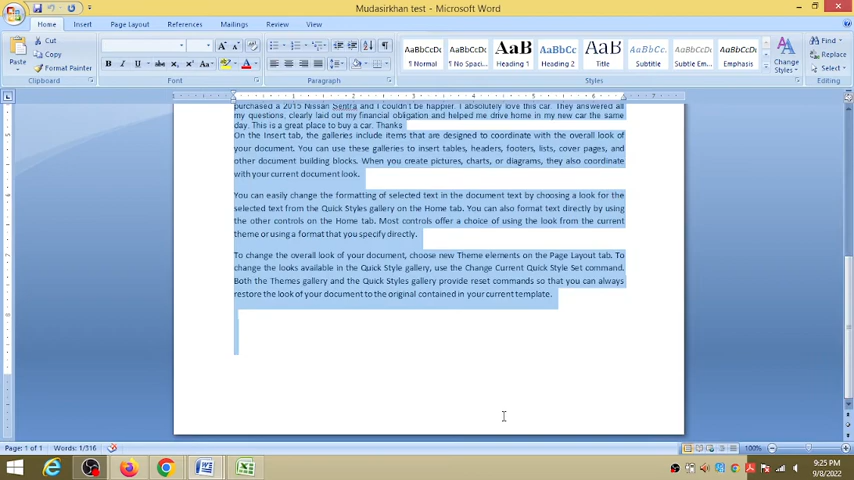 Mudasirkhan test - Microsoft Word
Home Insert Page Layout References Mailings Review View
Paste
Cut
Copy
Format Painter
Clipboard
B I U
Font
Paragraph
AaBbCcDc AaBbCcDc AaBbC AaBbCc AaBbC AaBbCc AaBbCcDc AaBbCcDc
¶ Normal ¶ No Spaci... Heading 1 Heading 2 Title Subtitle Subtle Em... Emphasis
Styles
Change
Styles
Find
Replace
Select
Editing
purchased a 2015 Nissan Sentra and I couldn't be happier. I absolutely love this car. They answered all
my questions, clearly laid out my financial obligation and helped me drive home in my new car the same
day. This is a great place to buy a car. Thanks
On the Insert tab, the galleries include items that are designed to coordinate with the overall look of
your document. You can use these galleries to insert tables, headers, footers, lists, cover pages, and
other document building blocks. When you create pictures, charts, or diagrams, they also coordinate
with your current document look.
You can easily change the formatting of selected text in the document text by choosing a look for the
selected text from the Quick Styles gallery on the Home tab. You can also format text directly by using
the other controls on the Home tab. Most controls offer a choice of using the look from the current
theme or using a format that you specify directly.
To change the overall look of your document, choose new Theme elements on the Page Layout tab. To
change the looks available in the Quick Style gallery, use the Change Current Quick Style Set command.
Both the Themes gallery and the Quick Styles gallery provide reset commands so that you can always
restore the look of your document to the original contained in your current template.
Page: 1 of 1 Words: 1/316
100%
9:25 PM
9/8/2022